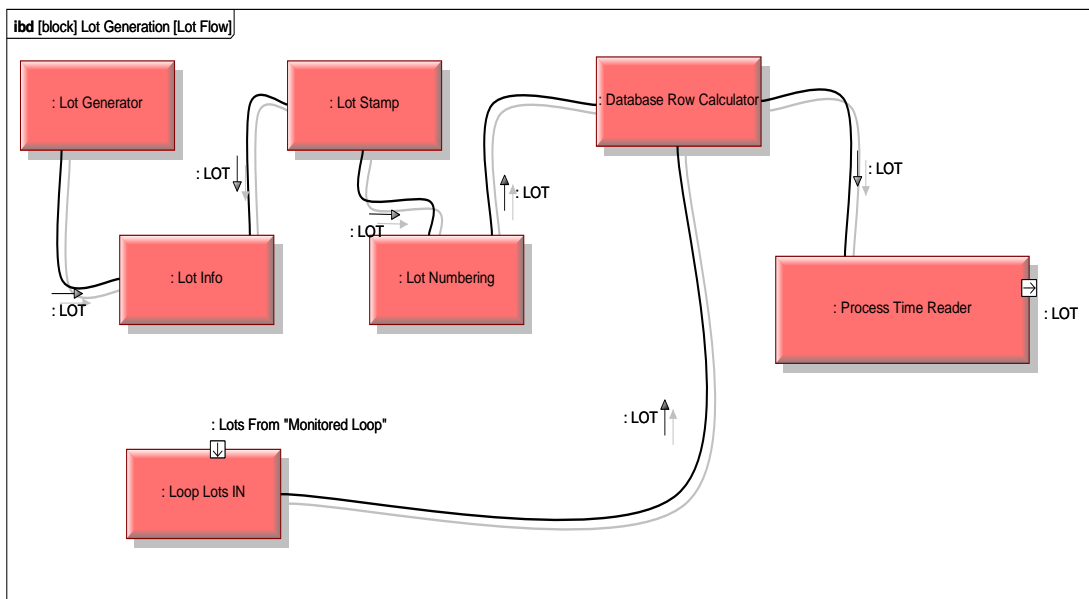 ibd [block] Lot Generation [Lot Flow]
: Lot Generator
: Lot Stamp
: Database Row Calculator
: LOT
: LOT
: LOT
: LOT
: Lot Info
: Lot Numbering
: LOT
: Process Time Reader
: LOT
: LOT
: Lots From "Monitored Loop"
: Loop Lots IN